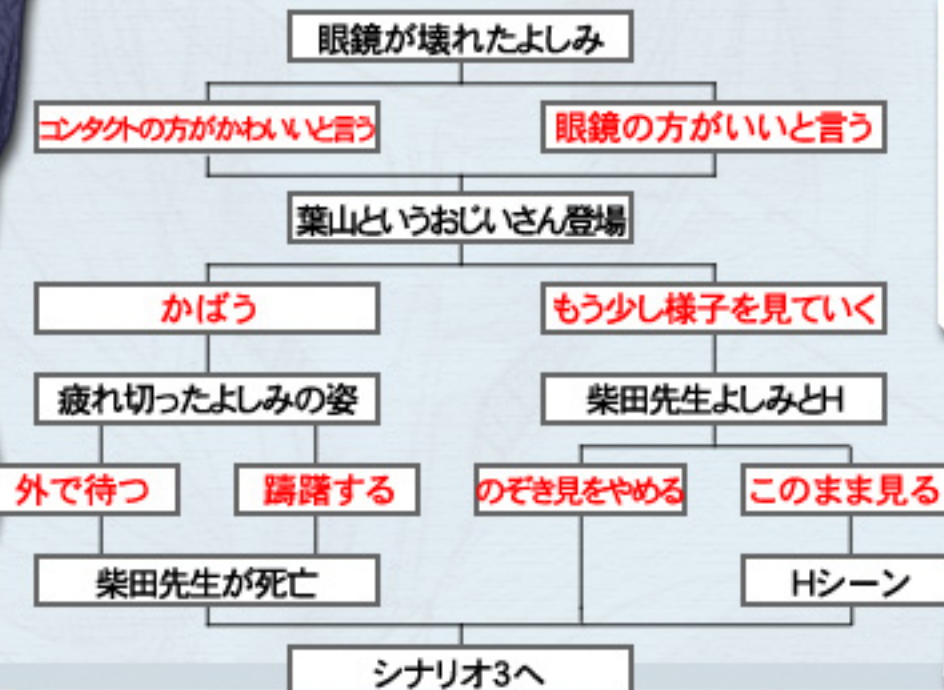 眼鏡が壊れたよしみ
コンタクトの方がかわいいと言う
眼鏡の方がいいと言う
葉山というおじいさん登場
かばう
もう少し様子を見ていく
疲れ切ったよしみの姿
柴田先生よしみとH
外で待つ
躊躇する
のぞき見をやめる
このまま見る
柴田先生が死亡
Hシーン
シナリオ3へ